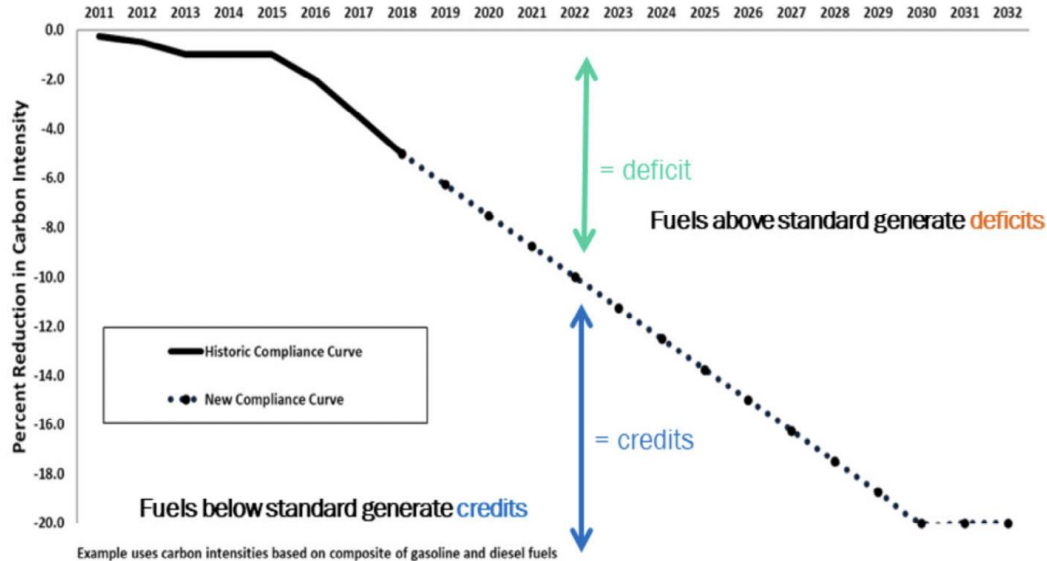 2011 2012 2013 2014 2015 2016 2017 2018 2019 2020 2021 2022 2023 2024 2025 2026 2027 2028 2029 2030 2031 2032
Percent Reduction in Carbon Intensity
0.0
-2.0
-4.0
-6.0
-8.0
-10.0
-12.0
-14.0
-16.0
-18.0
-20.0
= deficit
Fuels above standard generate deficits
Historic Compliance Curve
New Compliance Curve
= credits
Fuels below standard generate credits
Example uses carbon intensities based on composite of gasoline and diesel fuels